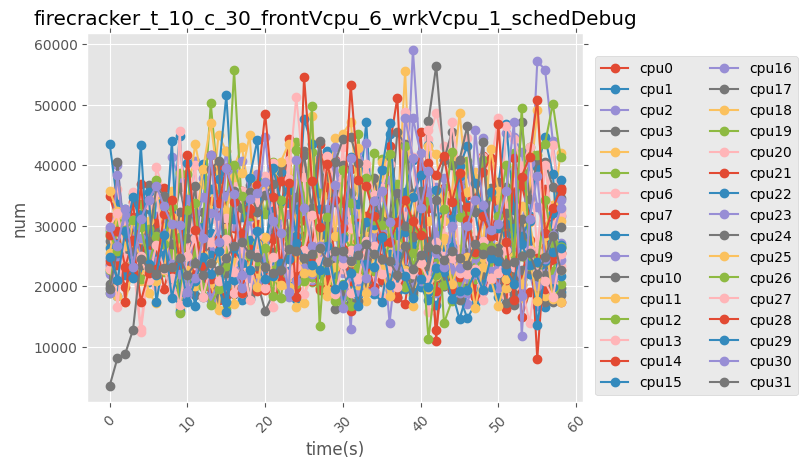 firecracker_t_10_c_30_frontVcpu_6_wrkVcpu_1_schedDebug
60000
50000
40000
30000
20000
10000
num
0
10
20
30
40
50
60
time(s)
cpu0
cpu1
cpu2
cpu3
cpu4
cpu5
cpu6
cpu7
cpu8
cpu9
cpu10
cpu11
cpu12
cpu13
cpu14
cpu15
cpu16
cpu17
cpu18
cpu19
cpu20
cpu21
cpu22
cpu23
cpu24
cpu25
cpu26
cpu27
cpu28
cpu29
cpu30
cpu31